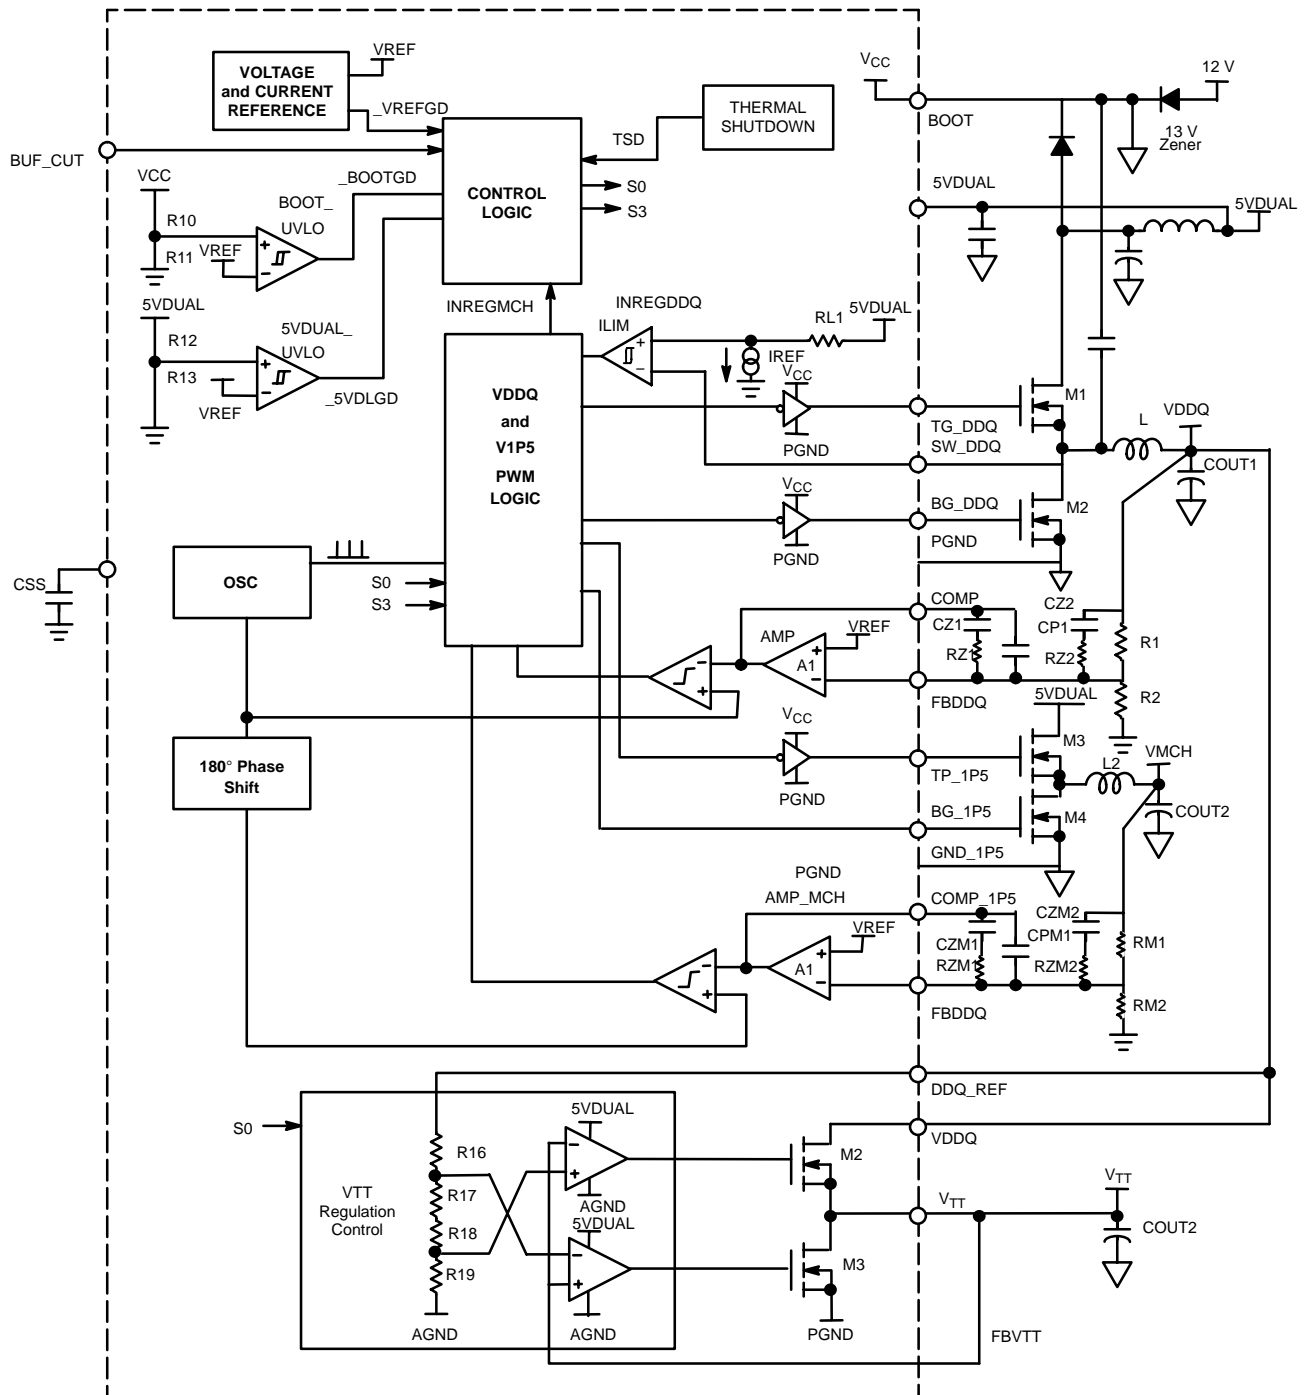 VOLTAGE
and CURRENT
REFERENCE
VREF
_VREFGD
THERMAL
SHUTDOWN
TSD
VCC
BOOT
12 V
13 V
Zener
BUF_CUT
VCC
_BOOTGD
BOOT_
UVLO
R10
R11
VREF
+
−
CONTROL
LOGIC
S0
S3
5VDUAL
5VDUAL
5VDUAL
R12
R13
VREF
5VDUAL_
UVLO
+
−
_5VDLGD
INREGMCH
INREGDDQ
ILIM
+
−
RL1
5VDUAL
IREF
VDDQ
and
V1P5
PWM
LOGIC
VCC
PGND
TG_DDQ
SW_DDQ
M1
L
VDDQ
COUT1
VCC
PGND
BG_DDQ
PGND
M2
CSS
OSC
S0
S3
COMP
CZ1
RZ1
CZ2
CP1
RZ2
R1
R2
AMP
VREF
A1
+
−
−
+
FBDDQ
5VDUAL
180° Phase
Shift
VCC
PGND
TP_1P5
M3
L2
VMCH
COUT2
BG_1P5
M4
GND_1P5
PGND
AMP_MCH
VREF
A1
+
−
−
+
COMP_1P5
CZM1
RZM1
CZM2
CPM1
RZM2
RM1
RM2
FBDDQ
DDQ_REF
S0
VTT
Regulation
Control
R16
R17
R18
R19
AGND
5VDUAL
−
+
AGND
5VDUAL
−
+
AGND
M2
VDDQ
VTT
M3
PGND
FBVTT
VTT
COUT2